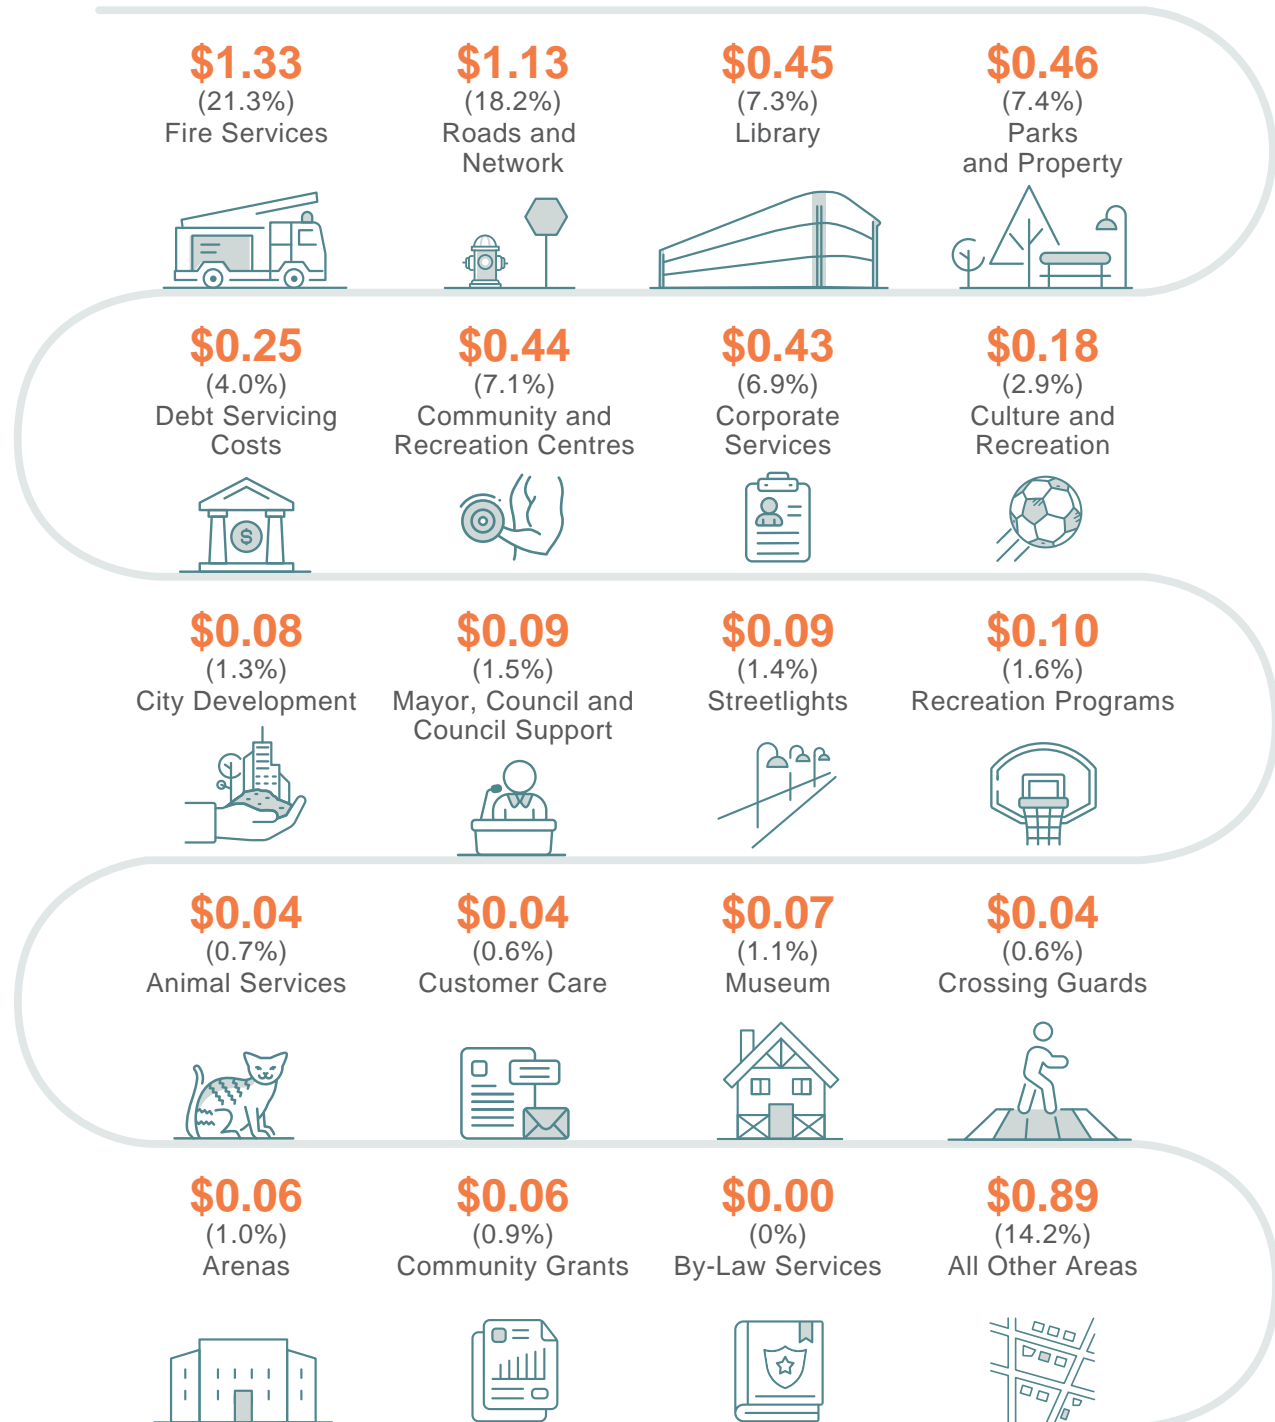 $1.33
(21.3%)
Fire Services
$1.13
(18.2%)
Roads and
Network
$0.45
(7.3%)
Library
$0.46
(7.4%)
Parks
and Property
$0.25
(4.0%)
Debt Servicing
Costs
$
$0.44
(7.1%)
Community and
Recreation Centres
$0.43
(6.9%)
Corporate
Services
$0.18
(2.9%)
Culture and
Recreation
$0.08
(1.3%)
City Development
$0.09
(1.5%)
Mayor, Council and
Council Support
$0.09
(1.4%)
Streetlights
$0.10
(1.6%)
Recreation Programs
$0.04
(0.7%)
Animal Services
$0.04
(0.6%)
Customer Care
$0.07
(1.1%)
Museum
$0.04
(0.6%)
Crossing Guards
$0.06
(1.0%)
Arenas
$0.06
(0.9%)
Community Grants
$0.00
(0%)
By-Law Services
$0.89
(14.2%)
All Other Areas